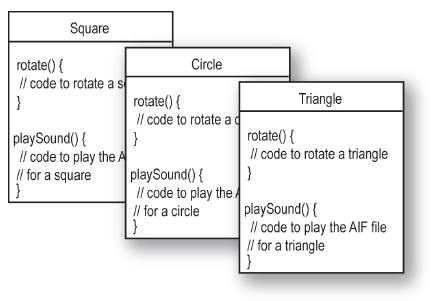 Square
rotate() {
// code to rotate a
}
playSound() {
// code to play the
// for a square
}
Circle
rotate() {
// code to rotate a
}
playSound() {
// code to play the
// for a circle
}
Triangle
rotate() {
// code to rotate a triangle
}
playSound() {
// code to play the AIF file
// for a triangle
}